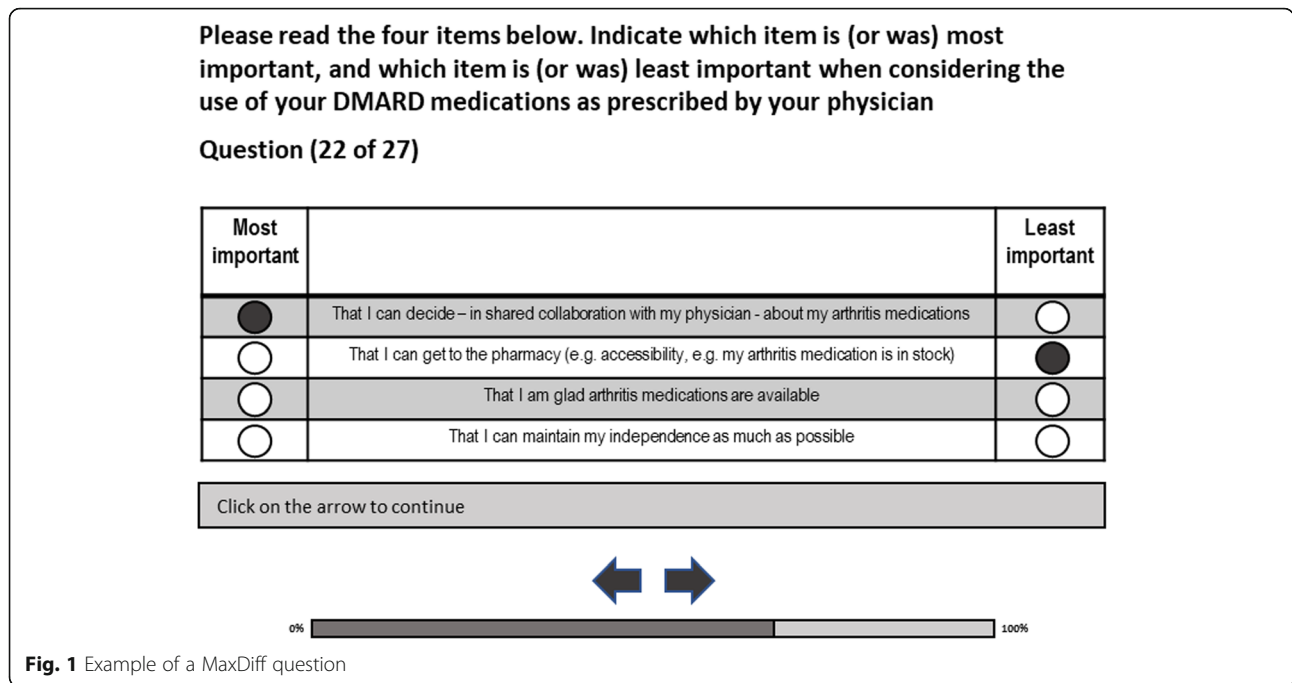 Please read the four items below. Indicate which item is (or was) most
important, and which item is (or was) least important when considering the
use of your DMARD medications as prescribed by your physician
Question (22 of 27)
Most
important
Least
important
That I can decide – in shared collaboration with my physician - about my arthritis medications
That I can get to the pharmacy (e.g. accessibility, e.g. my arthritis medication is in stock)
That I am glad arthritis medications are available
That I can maintain my independence as much as possible
Click on the arrow to continue
0%
100%
Fig. 1 Example of a MaxDiff question